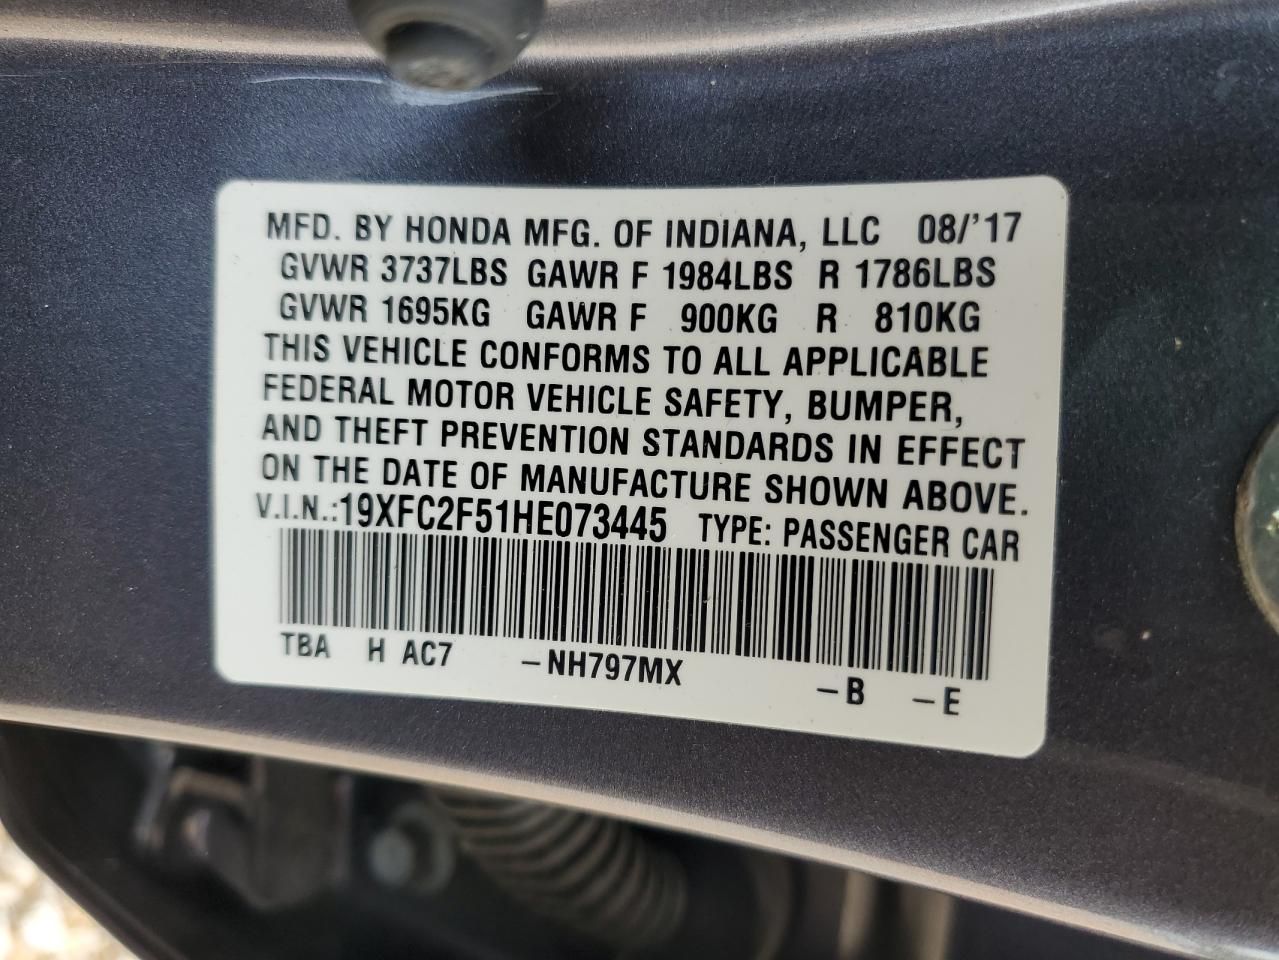 MFD. BY HONDA MFG. OF INDIANA, LLC 08/'17
GVWR 3737LBS GAWR F 1984LBS R 1786LBS
GVWR 1695KG GAWR F 900KG R 810KG
THIS VEHICLE CONFORMS TO ALL APPLICABLE
FEDERAL MOTOR VEHICLE SAFETY, BUMPER,
AND THEFT PREVENTION STANDARDS IN EFFECT
ON THE DATE OF MANUFACTURE SHOWN ABOVE.
V.I.N.:19XFC2F51HE073445 TYPE: PASSENGER CAR
TBA H AC7 -NH797MX -B -E